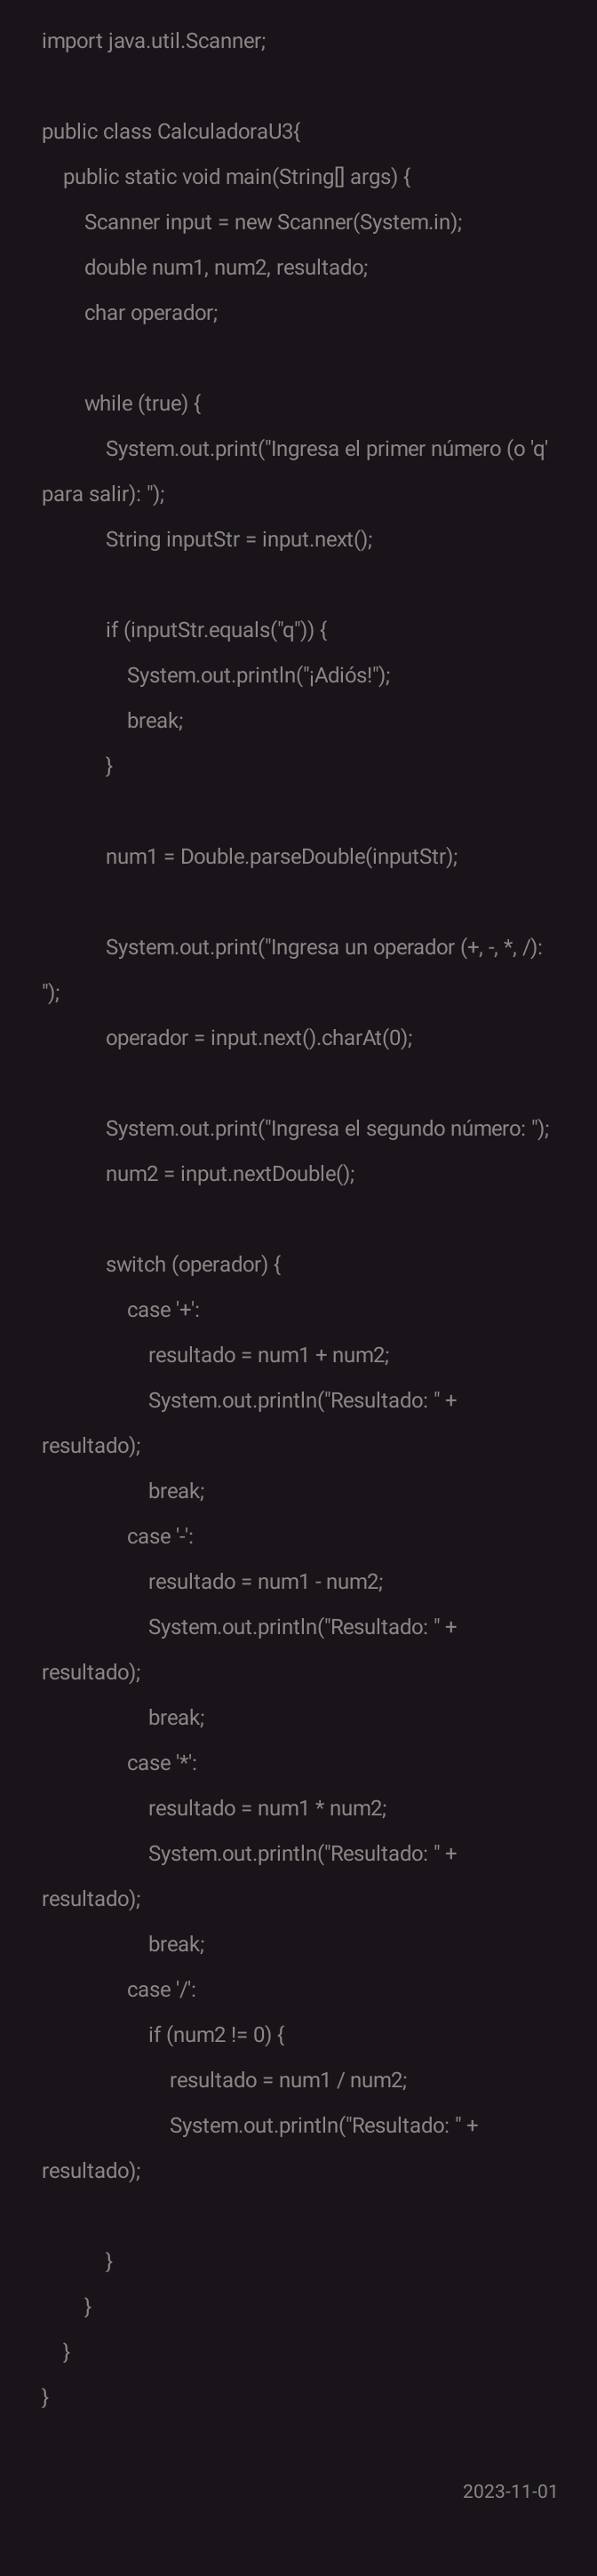 import java.util.Scanner;
public class CalculadoraU3{
public static void main(String[] args) {
Scanner input = new Scanner(System.in);
double num1, num2, resultado;
char operador;
while (true) {
System.out.print("Ingresa el primer número (o 'q'
para salir): ");
String inputStr = input.next();
if (inputStr.equals("q")) {
System.out.println("¡Adiós!");
break;
}
num1 = Double.parseDouble(inputStr);
System.out.print("Ingresa un operador (+, -, *, /):
");
operador = input.next().charAt(0);
System.out.print("Ingresa el segundo número: ");
num2 = input.nextDouble();
switch (operador) {
case '+':
resultado = num1 + num2;
System.out.println("Resultado: " +
resultado);
break;
case '-':
resultado = num1 - num2;
System.out.println("Resultado: " +
resultado);
break;
case '*':
resultado = num1 * num2;
System.out.println("Resultado: " +
resultado);
break;
case '/':
if (num2 != 0) {
resultado = num1 / num2;
System.out.println("Resultado: " +
resultado);
}
}
}
}
2023-11-01